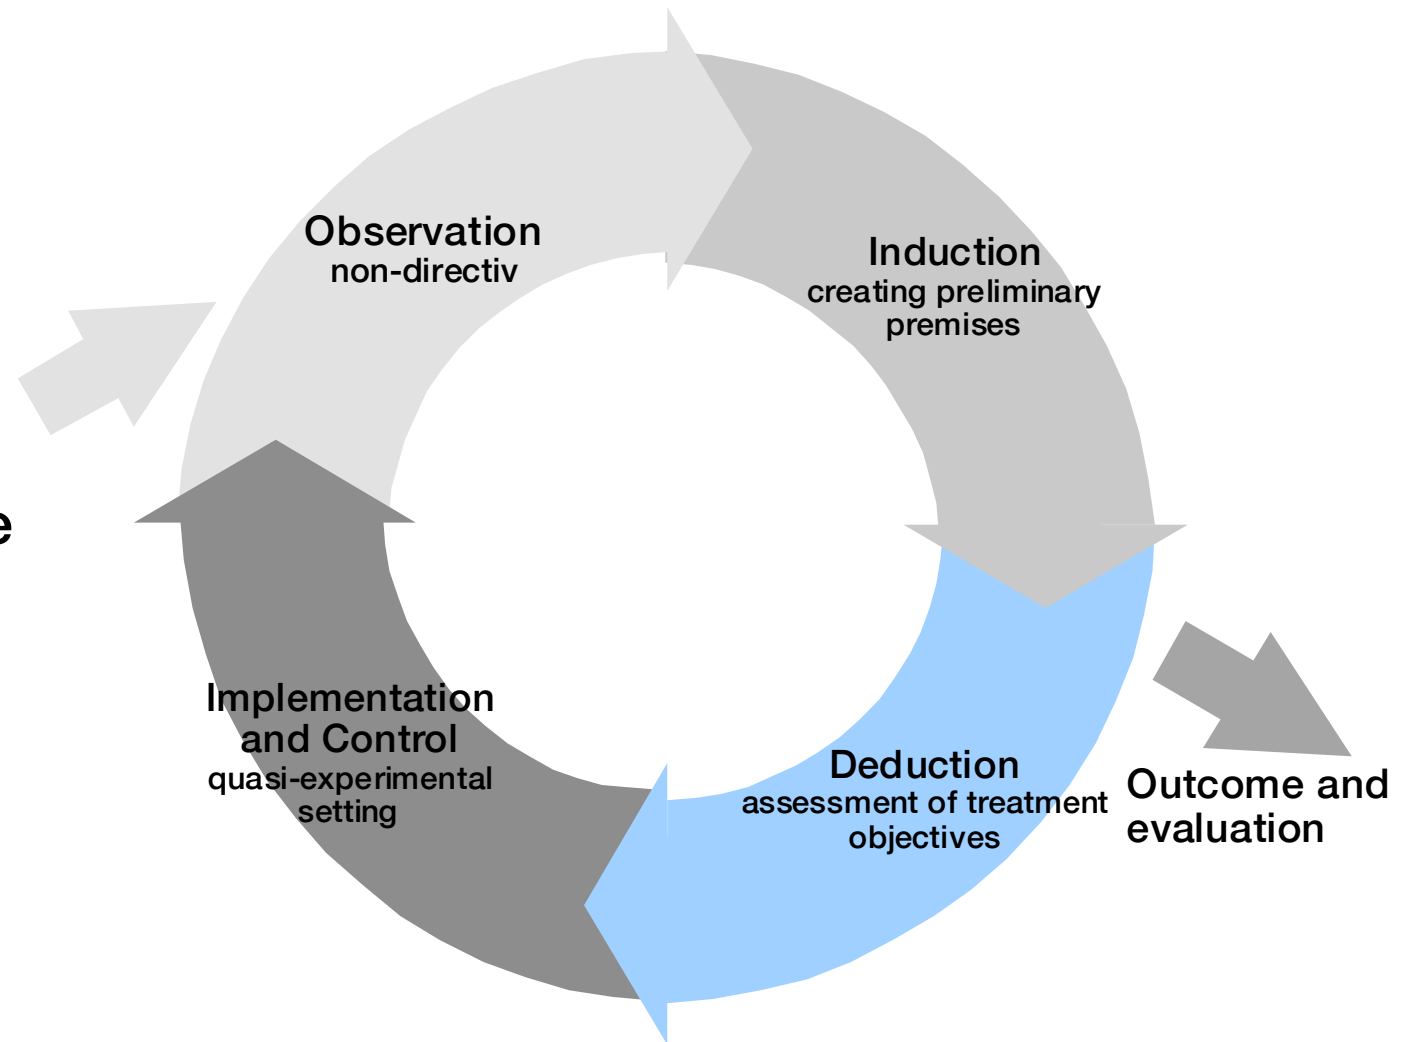 Observation
non-directiv
Induction
creating preliminary
premises
e
Implementation
and Control
quasi-experimental
setting
Deduction
assessment of treatment
objectives
Outcome and
evaluation